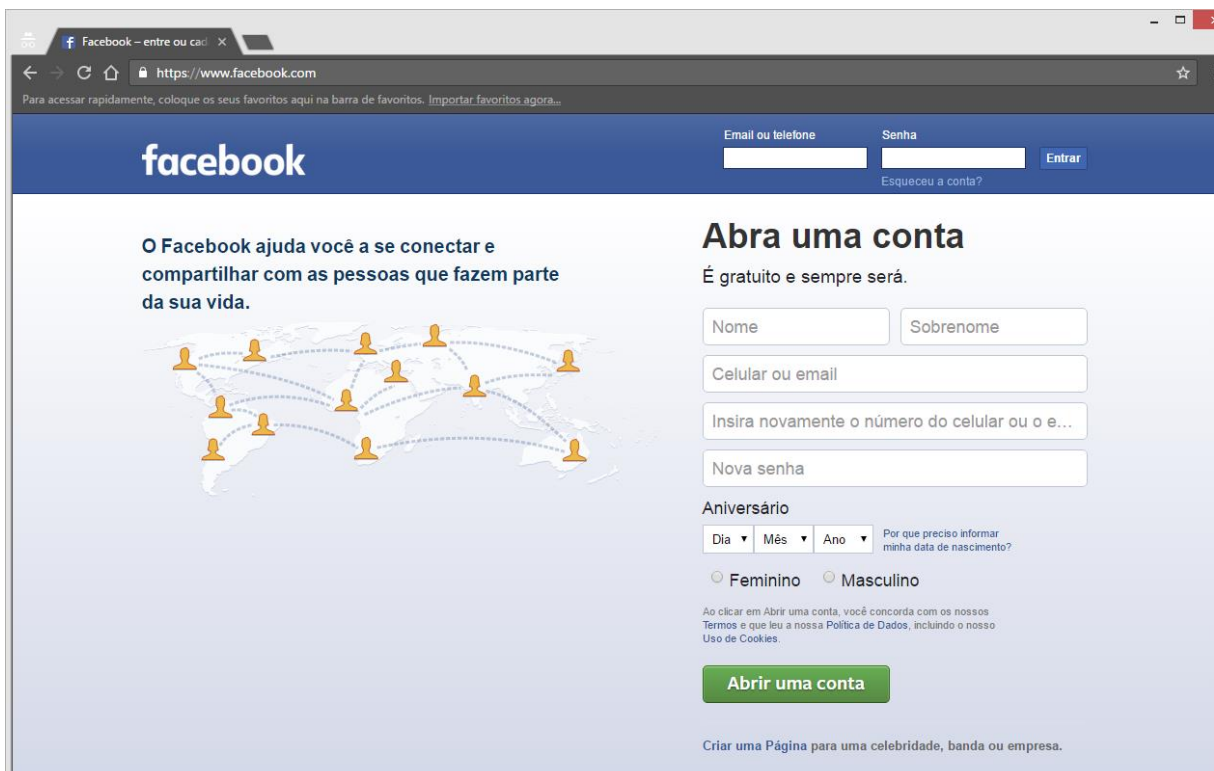 Facebook – entre ou cad
https://www.facebook.com
Para acessar rapidamente, coloque os seus favoritos aqui na barra de favoritos. Importar favoritos agora...
facebook
Email ou telefone
Senha
Entrar
Esqueceu a conta?
O Facebook ajuda você a se conectar e
compartilhar com as pessoas que fazem parte
da sua vida.
Abra uma conta
É gratuito e sempre será.
Nome
Sobrenome
Celular ou email
Insira novamente o número do celular ou o e...
Nova senha
Aniversário
Dia
Mês
Ano
Por que preciso informar
minha data de nascimento?
Feminino
Masculino
Ao clicar em Abrir uma conta, você concorda com os nossos
Termos e que leu a nossa Política de Dados, incluindo o nosso
Uso de Cookies.
Abrir uma conta
Criar uma Página para uma celebridade, banda ou empresa.